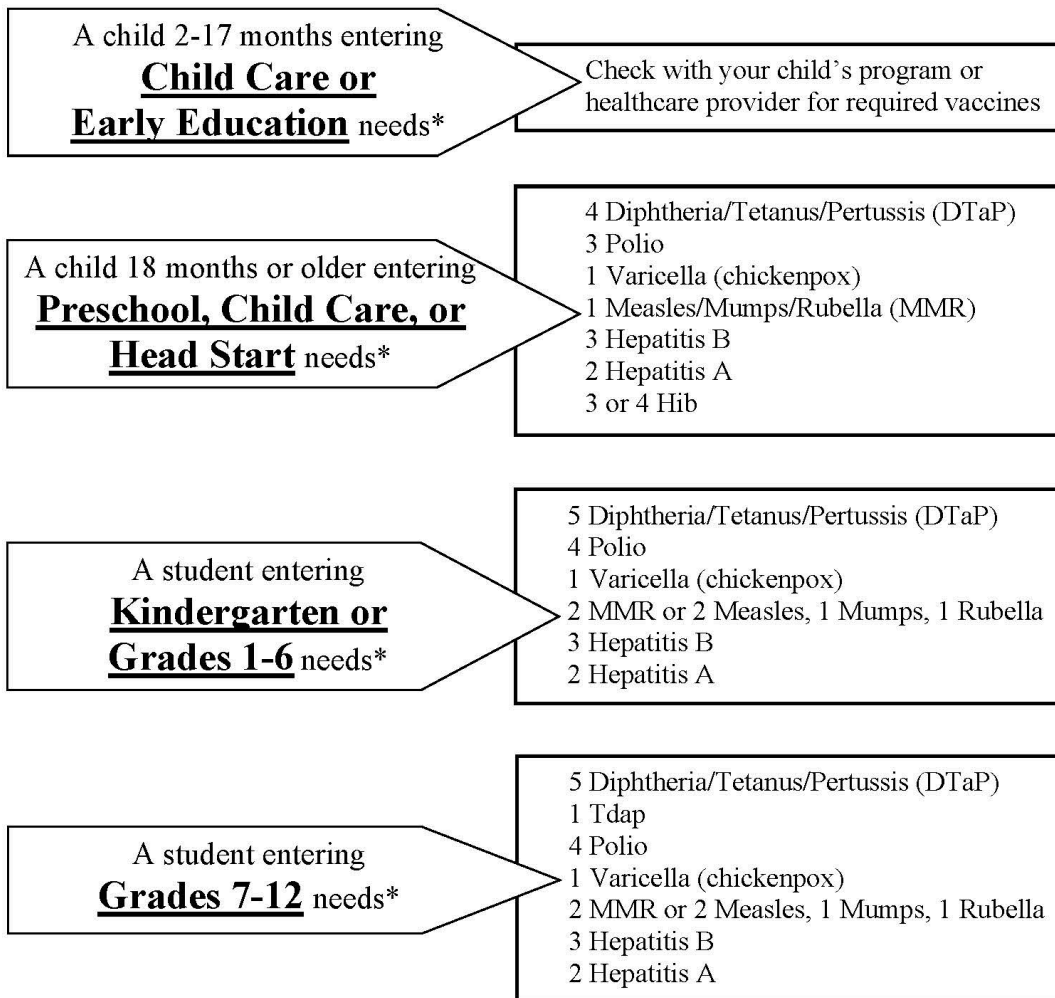 A child 2-17 months entering
Child Care or
Early Education needs*
Check with your child's program or
healthcare provider for required vaccines
A child 18 months or older entering
Preschool, Child Care, or
Head Start needs*
4 Diphtheria/Tetanus/Pertussis (DTaP)
3 Polio
1 Varicella (chickenpox)
1 Measles/Mumps/Rubella (MMR)
3 Hepatitis B
2 Hepatitis A
3 or 4 Hib
A student entering
Kindergarten or
Grades 1-6 needs*
5 Diphtheria/Tetanus/Pertussis (DTaP)
4 Polio
1 Varicella (chickenpox)
2 MMR or 2 Measles, 1 Mumps, 1 Rubella
3 Hepatitis B
2 Hepatitis A
A student entering
Grades 7-12 needs*
5 Diphtheria/Tetanus/Pertussis (DTaP)
1 Tdap
4 Polio
1 Varicella (chickenpox)
2 MMR or 2 Measles, 1 Mumps, 1 Rubella
3 Hepatitis B
2 Hepatitis A